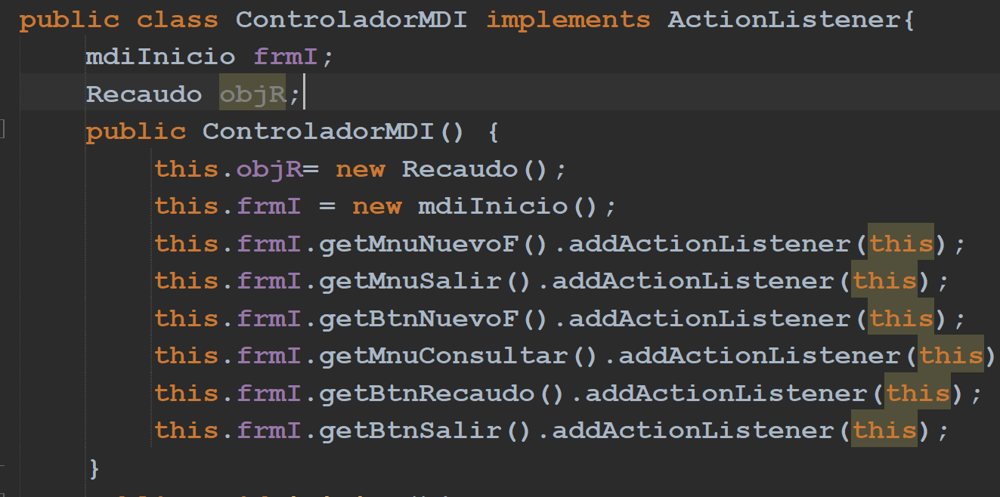 public class ControladorMDI implements ActionListener{
mdiInicio frmI;
Recaudo objR;
public ControladorMDI() {
this.objR= new Recaudo();
this.frmI = new mdiInicio();
this.frmI.getMnuNuevoF().addActionListener(this);
this.frmI.getMnuSalir().addActionListener(this);
this.frmI.getBtnNuevoF().addActionListener(this);
this.frmI.getMnuConsultar().addActionListener(this)
this.frmI.getBtnRecaudo().addActionListener(this);
this.frmI.getBtnSalir().addActionListener(this);
}